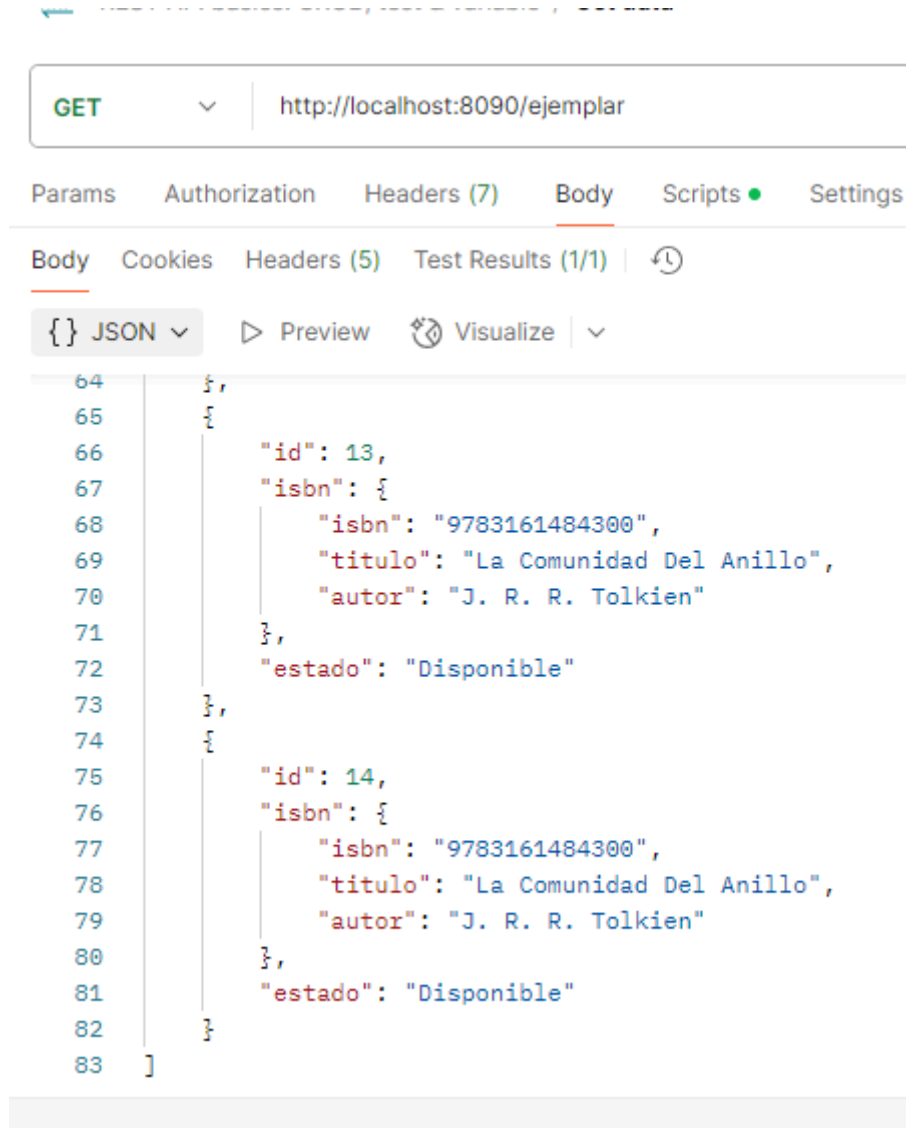 GET http://localhost:8090/ejemplar
Params Authorization Headers (7) Body Scripts Settings
Body Cookies Headers (5) Test Results (1/1)
{} JSON Preview Visualize
64 },
65 {
66 "id": 13,
67 "isbn": {
68 "isbn": "9783161484300",
69 "titulo": "La Comunidad Del Anillo",
70 "autor": "J. R. R. Tolkien"
71 },
72 "estado": "Disponible"
73 },
74 {
75 "id": 14,
76 "isbn": {
77 "isbn": "9783161484300",
78 "titulo": "La Comunidad Del Anillo",
79 "autor": "J. R. R. Tolkien"
80 },
81 "estado": "Disponible"
82 }
83 ]